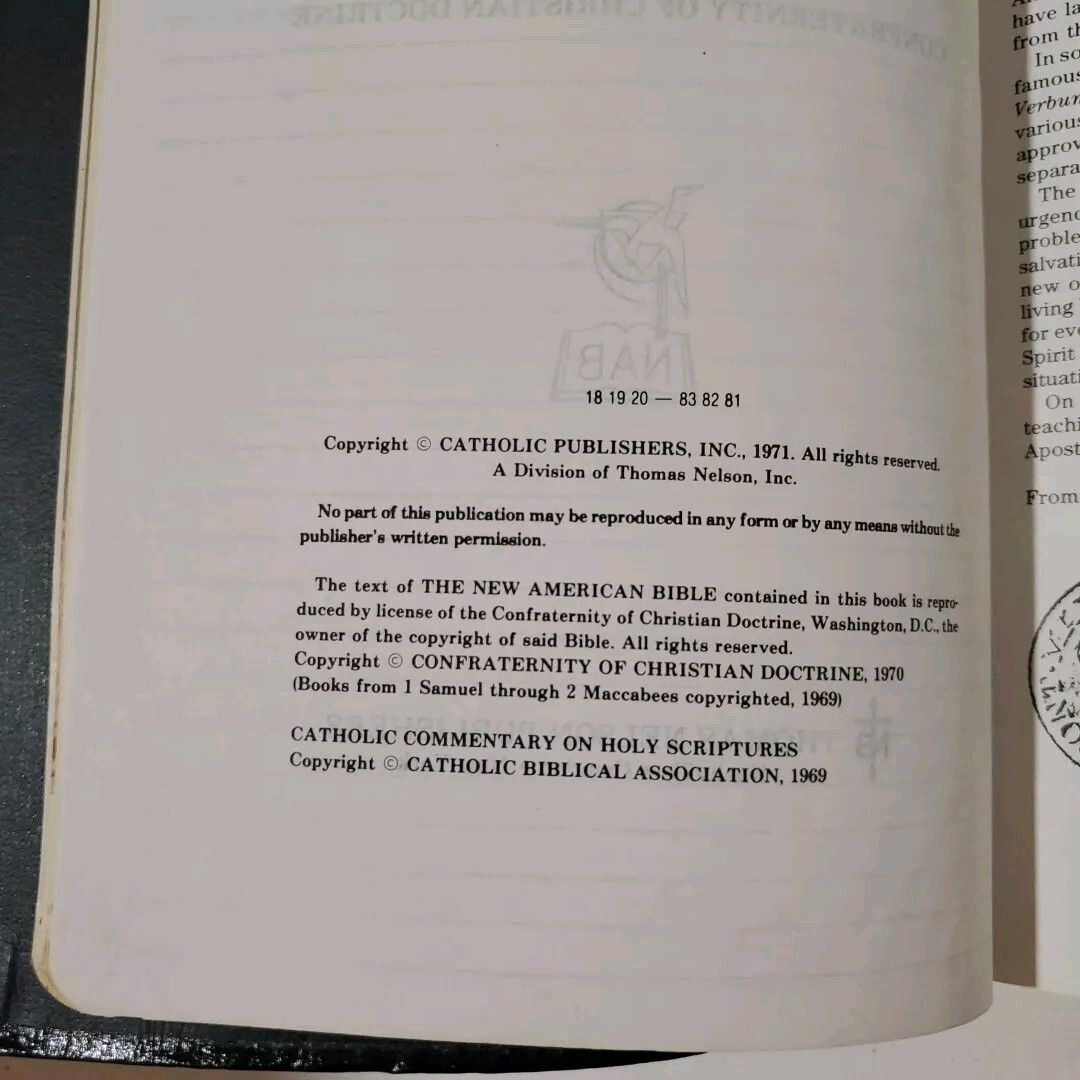 CONFRATERNITY OF CHRISTIAN DOCTRINE
NAB
18 19 20 — 83 82 81
Copyright © CATHOLIC PUBLISHERS, INC., 1971. All rights reserved.
A Division of Thomas Nelson, Inc.
No part of this publication may be reproduced in any form or by any means without the
publisher's written permission.
The text of THE NEW AMERICAN BIBLE contained in this book is repro-
duced by license of the Confraternity of Christian Doctrine, Washington, D.C., the
owner of the copyright of said Bible. All rights reserved.
Copyright © CONFRATERNITY OF CHRISTIAN DOCTRINE, 1970
(Books from 1 Samuel through 2 Maccabees copyrighted, 1969)
THOMAS NELSON PUBLISHERS
CATHOLIC COMMENTARY ON HOLY SCRIPTURES
Copyright © CATHOLIC BIBLICAL ASSOCIATION, 1969
have la
from th
In so
famous
Verbun
various
approv
separa
The
urgenc
proble
salvati
new o
living
for eve
Spirit
situati
On
teachi
Apost
From